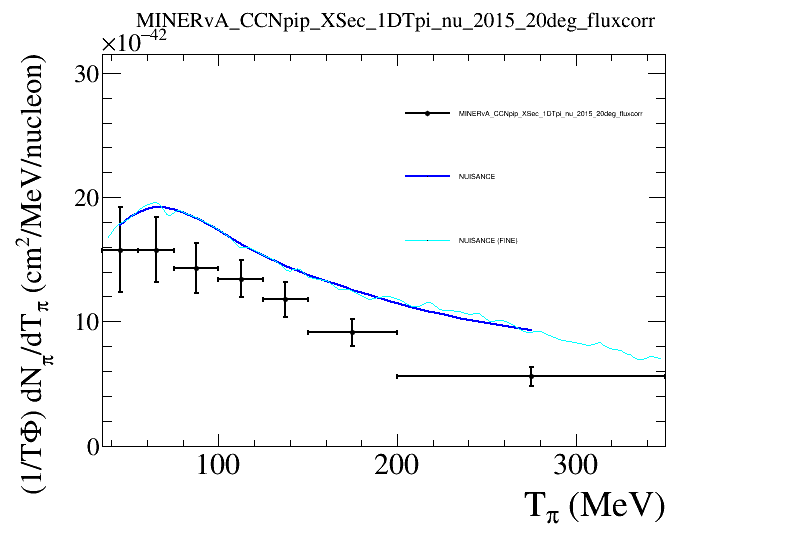 MINERvA_CCNpip_XSec_1DTpi_nu_2015_20deg_fluxcorr
×10⁻⁴²
30
20
10
0
(1/TΦ) dN_π/dT_π (cm²/MeV/nucleon)
MINERvA_CCNpip_XSec_1DTpi_nu_2015_20deg_fluxcorr
NUISANCE
NUISANCE (FINE)
100 200 300
T_π (MeV)